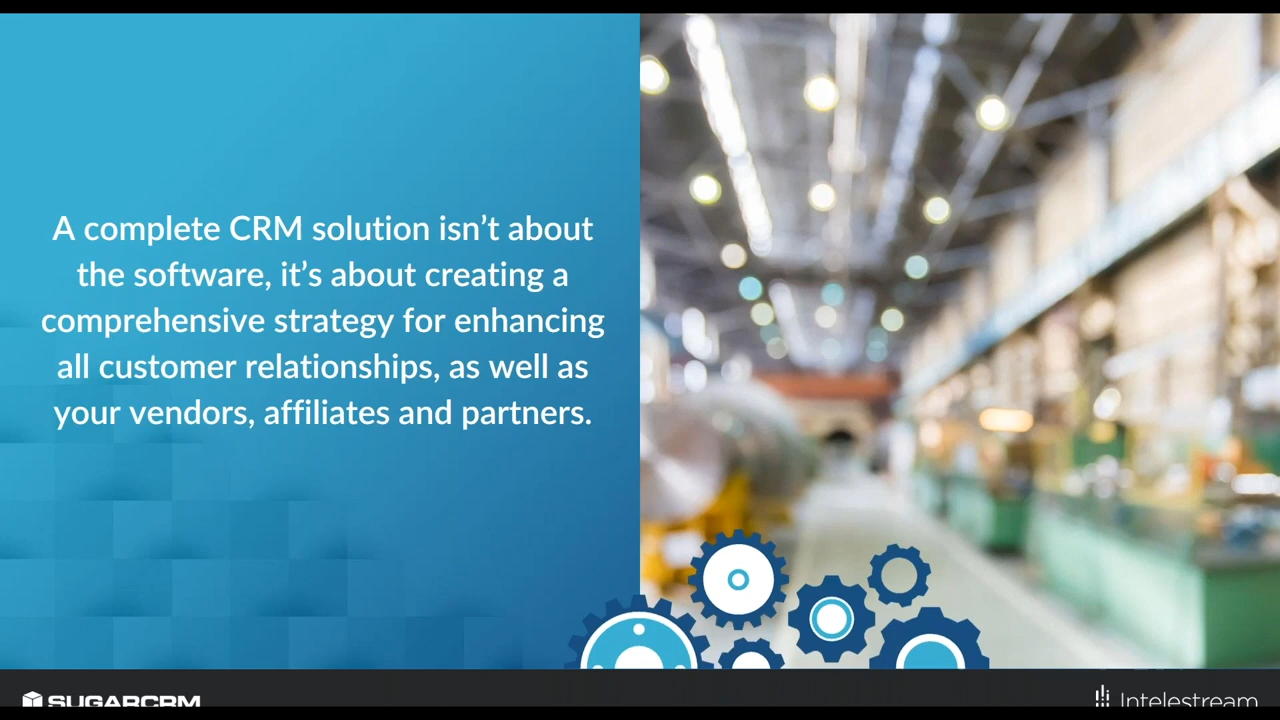 A complete CRM solution isn’t about
the software, it’s about creating a
comprehensive strategy for enhancing
all customer relationships, as well as
your vendors, affiliates and partners.
SUGARCRM
Intelestream